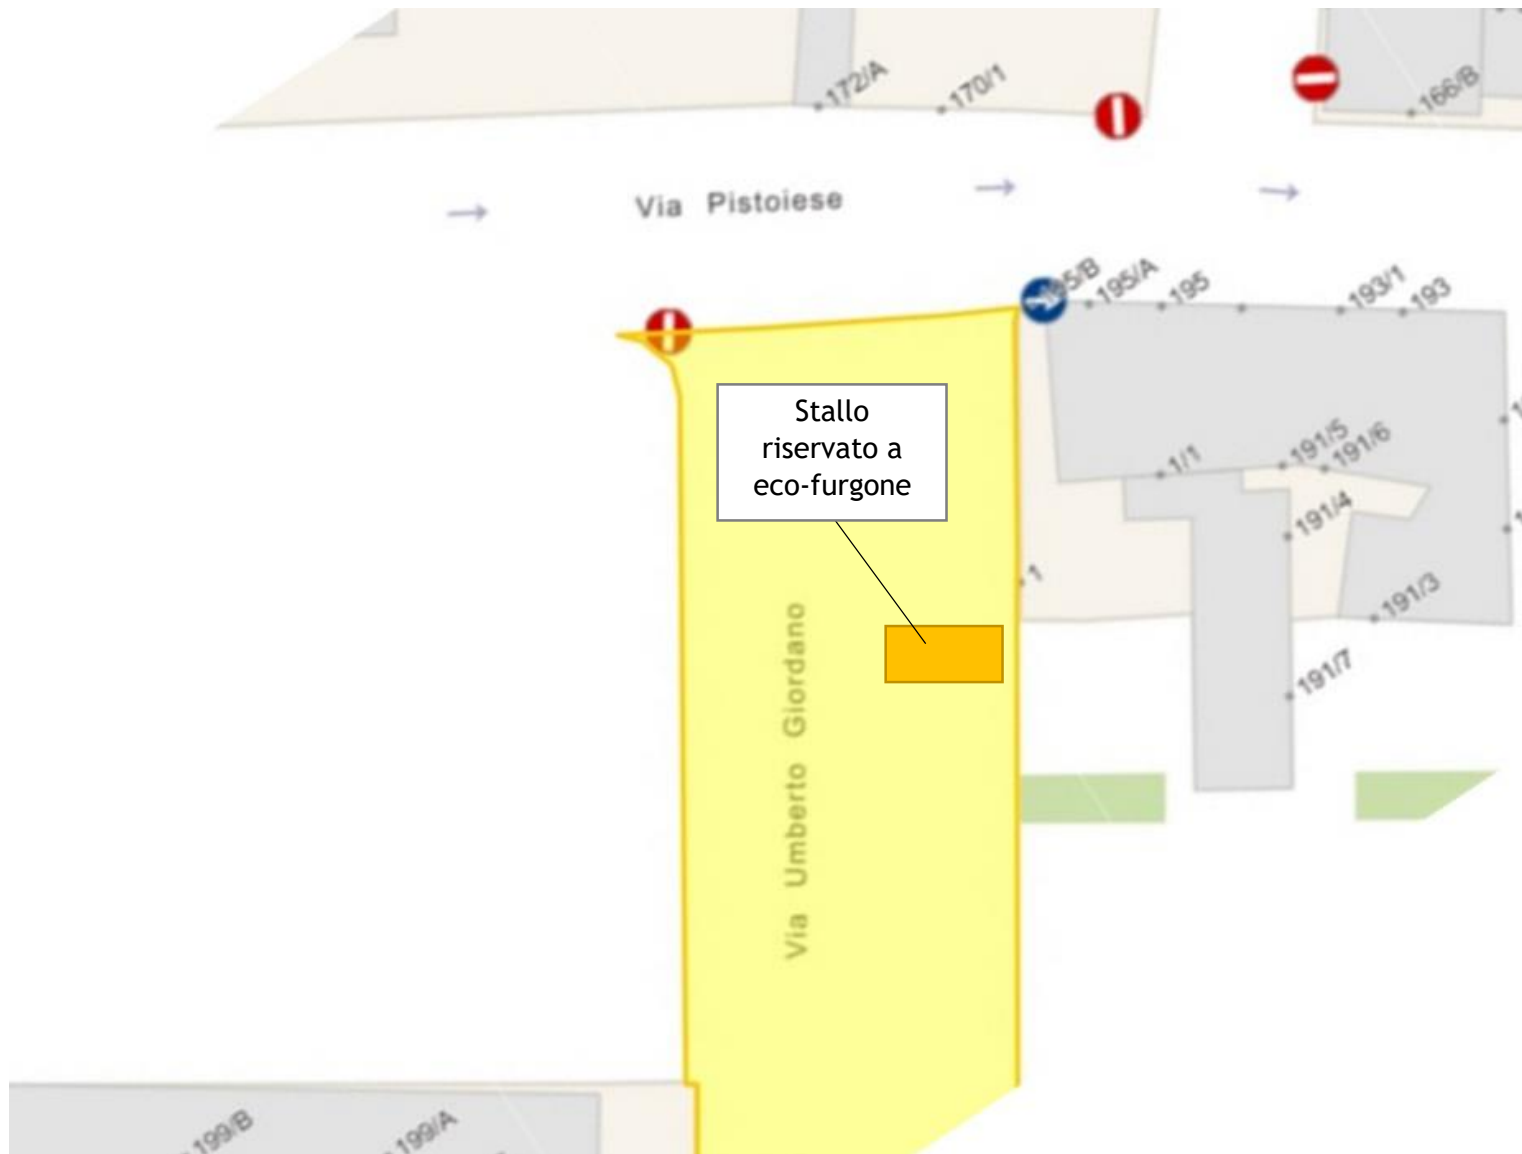 172/A
170/1
166/B
Via Pistoiese
195/A
195
193/1
193
Stallo
riservato a
eco-furgone
1/1
191/5
191/6
191/4
1
191/3
191/7
Via Umberto Giordano
199/B
199/A